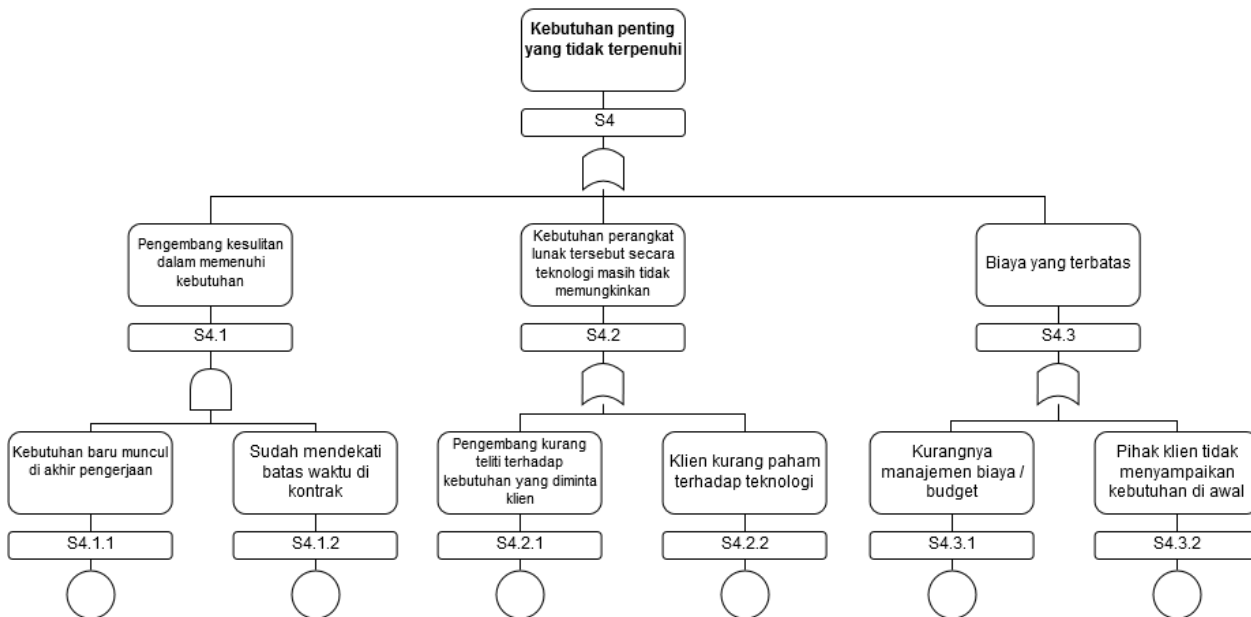 Kebutuhan penting
yang tidak terpenuhi
S4
Pengembang kesulitan
dalam memenuhi
kebutuhan
Kebutuhan perangkat
lunak tersebut secara
teknologi masih tidak
memungkinkan
Biaya yang terbatas
S4.1
S4.2
S4.3
Kebutuhan baru muncul
di akhir pengerjaan
Sudah mendekati
batas waktu di
kontrak
Pengembang kurang
teliti terhadap
kebutuhan yang diminta
klien
Klien kurang paham
terhadap teknologi
Kurangnya
manajemen biaya /
budget
Pihak klien tidak
menyampaikan
kebutuhan di awal
S4.1.1
S4.1.2
S4.2.1
S4.2.2
S4.3.1
S4.3.2